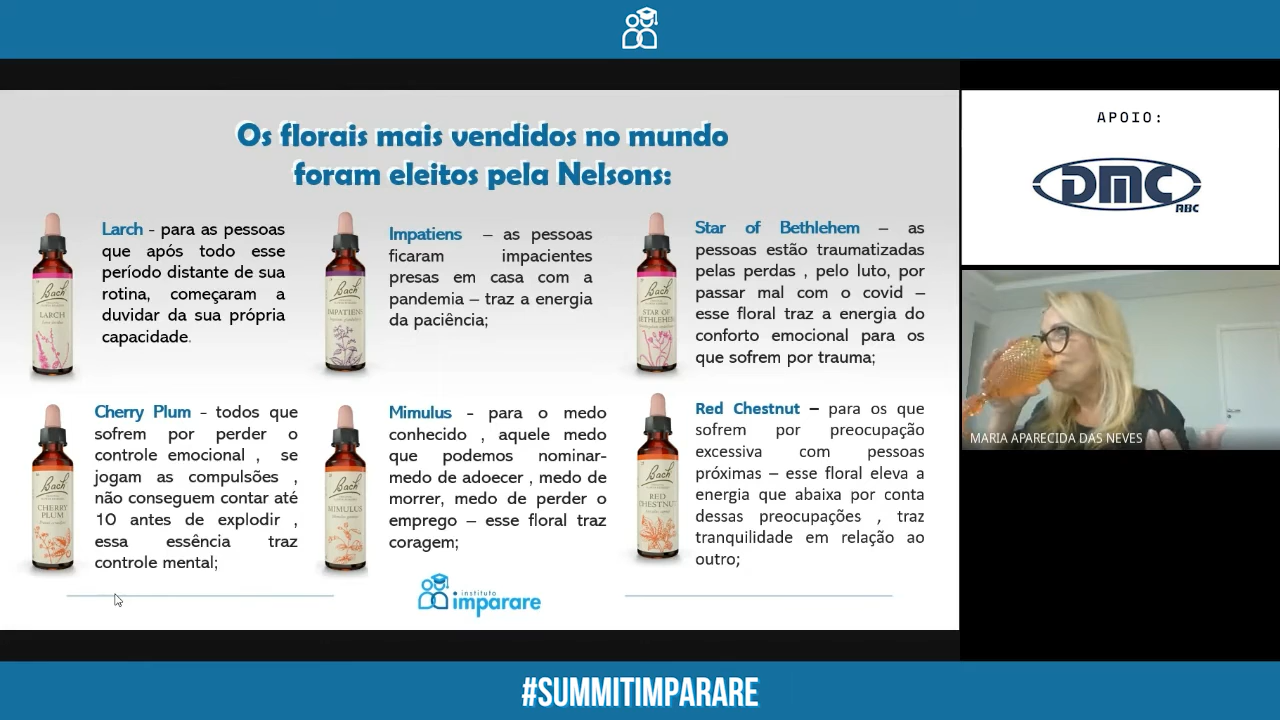 Os florais mais vendidos no mundo
foram eleitos pela Nelsons:
Larch - para as pessoas
que após todo esse
período distante de sua
rotina, começaram a
duvidar da sua própria
capacidade.
Impatiens – as pessoas
ficaram impacientes
presas em casa com a
pandemia – traz a energia
da paciência;
Star of Bethlehem – as
pessoas estão traumatizadas
pelas perdas , pelo luto, por
passar mal com o covid –
esse floral traz a energia do
conforto emocional para os
que sofrem por trauma;
Cherry Plum - todos que
sofrem por perder o
controle emocional , se
jogam as compulsões ,
não conseguem contar até
10 antes de explodir ,
essa essência traz
controle mental;
Mimulus - para o medo
conhecido , aquele medo
que podemos nominar-
medo de adoecer , medo de
morrer, medo de perder o
emprego – esse floral traz
coragem;
Red Chestnut – para os que
sofrem por preocupação
excessiva com pessoas
próximas – esse floral eleva a
energia que abaixa por conta
dessas preocupações , traz
tranquilidade em relação ao
outro;
Bach
LARCH
Bach
IMPATIENS
Bach
STAR OF
BETHLEHEM
Bach
CHERRY
PLUM
Bach
MIMULUS
Bach
RED
CHESTNUT
instituto
imparare
APOIO:
DMC
ABC
MARIA APARECIDA DAS NEVES
#SUMMITIMPARARE